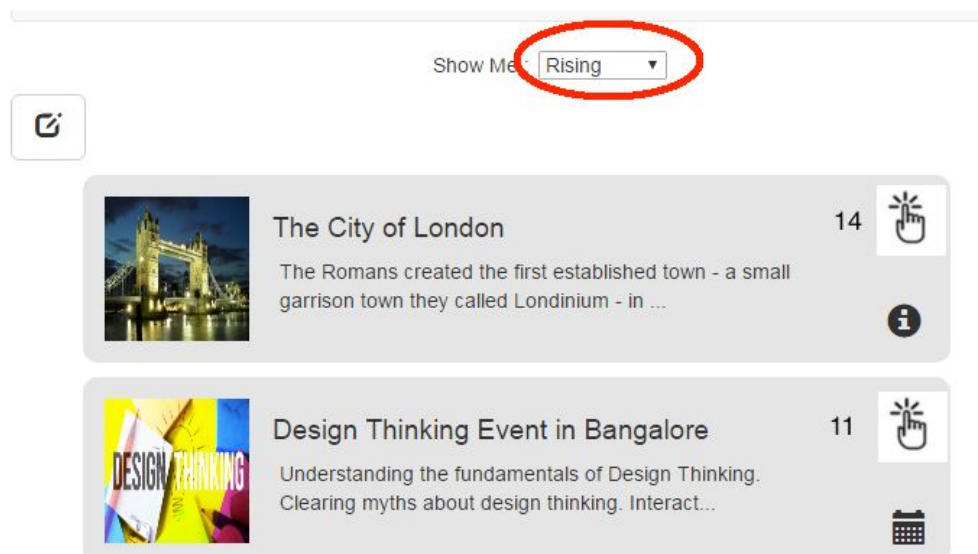 Show Me : Rising
The City of London
14
The Romans created the first established town - a small
garrison town they called Londinium - in ...
Design Thinking Event in Bangalore
11
DESIGN THINKING
Understanding the fundamentals of Design Thinking.
Clearing myths about design thinking. Interact...